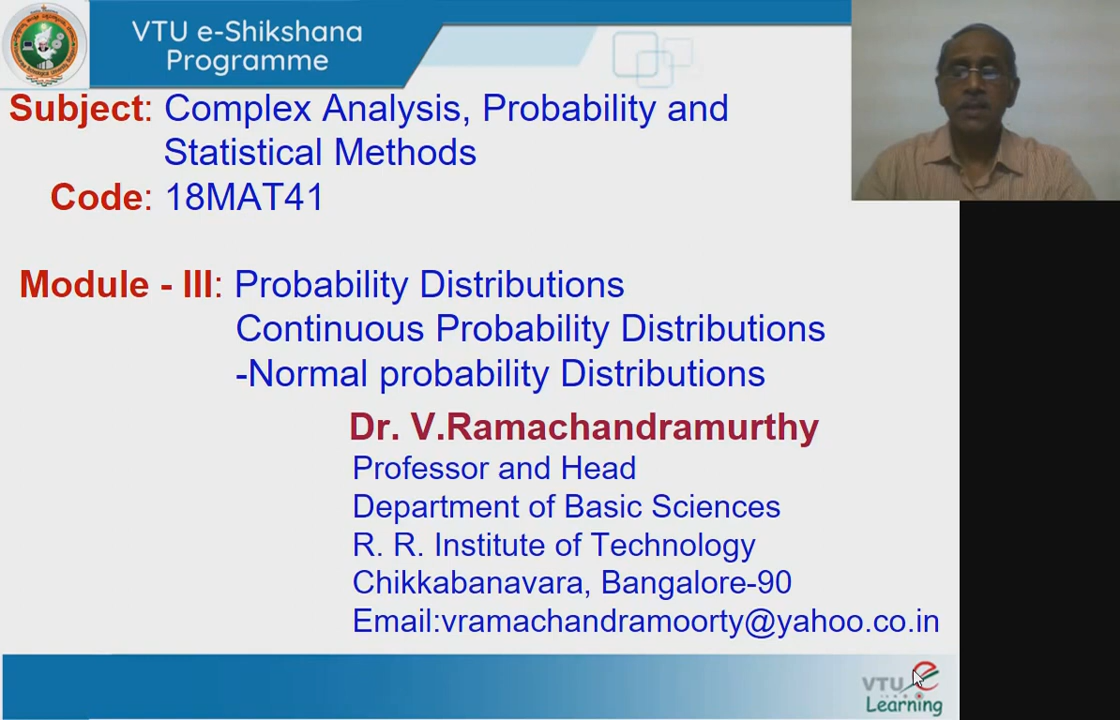 VTU e-Shikshana
Programme
Subject: Complex Analysis, Probability and
Statistical Methods
Code: 18MAT41
Module - III: Probability Distributions
Continuous Probability Distributions
-Normal probability Distributions
Dr. V.Ramachandramurthy
Professor and Head
Department of Basic Sciences
R. R. Institute of Technology
Chikkabanavara, Bangalore-90
Email:vramachandramoorty@yahoo.co.in
VTU e
Learning